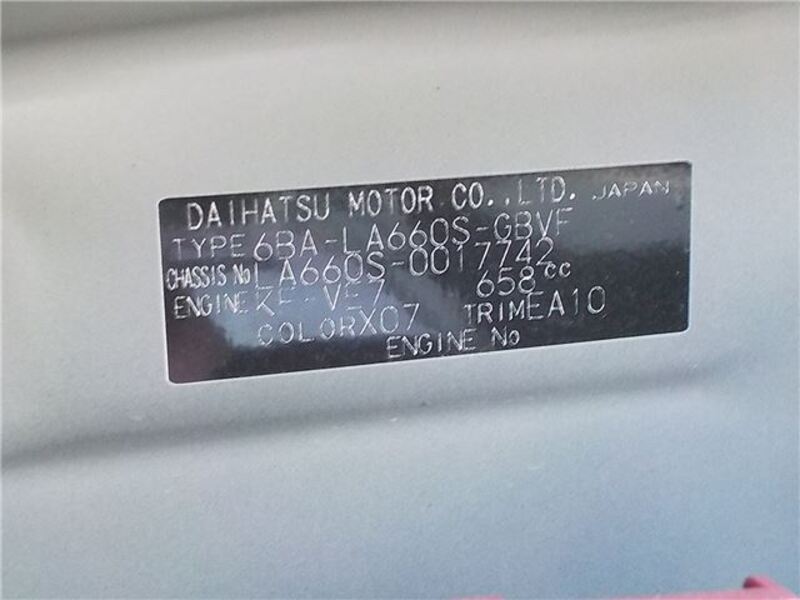 DAIHATSU MOTOR CO.,LTD. JAPAN
TYPE 6BA-LA660S-GBVF
CHASSIS No LA660S-0017742
ENGINE KF-VE7 658cc
COLOR X07 TRIM EA10
ENGINE No